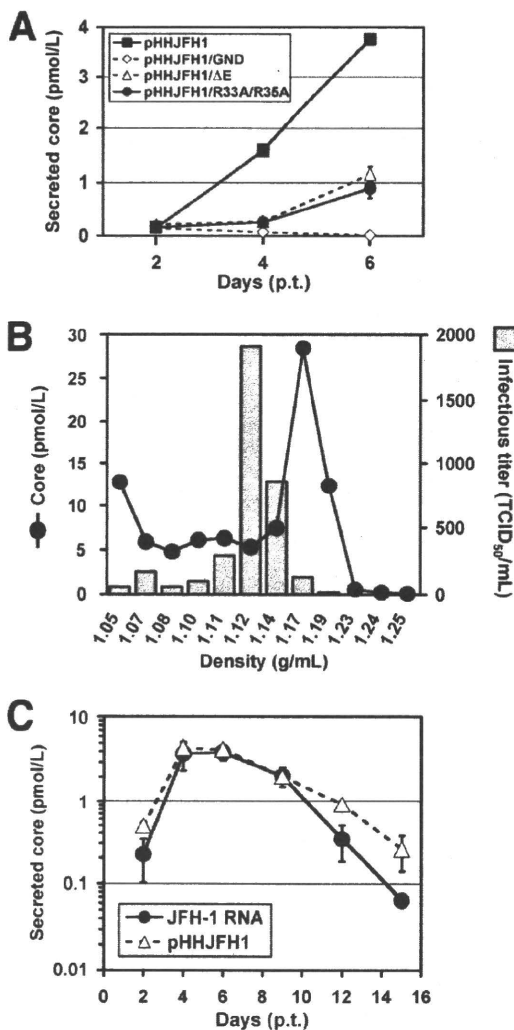 A
Secreted core (pmol/L)
4
3
2
1
0
pHHJFH1
pHHJFH1/GND
pHHJFH1/ΔE
pHHJFH1/R33A/R35A
2 4 6
Days (p.t.)
B
Core (pmol/L)
30
25
20
15
10
5
0
2000
1500
1000
500
0
Infectious titer (TCID50/mL)
1.05 1.07 1.08 1.10 1.11 1.12 1.14 1.17 1.19 1.23 1.24 1.25
Density (g/mL)
C
Secreted core (pmol/L)
10
1
0.1
0.01
JFH-1 RNA
pHHJFH1
0 2 4 6 8 10 12 14 16
Days (p.t.)